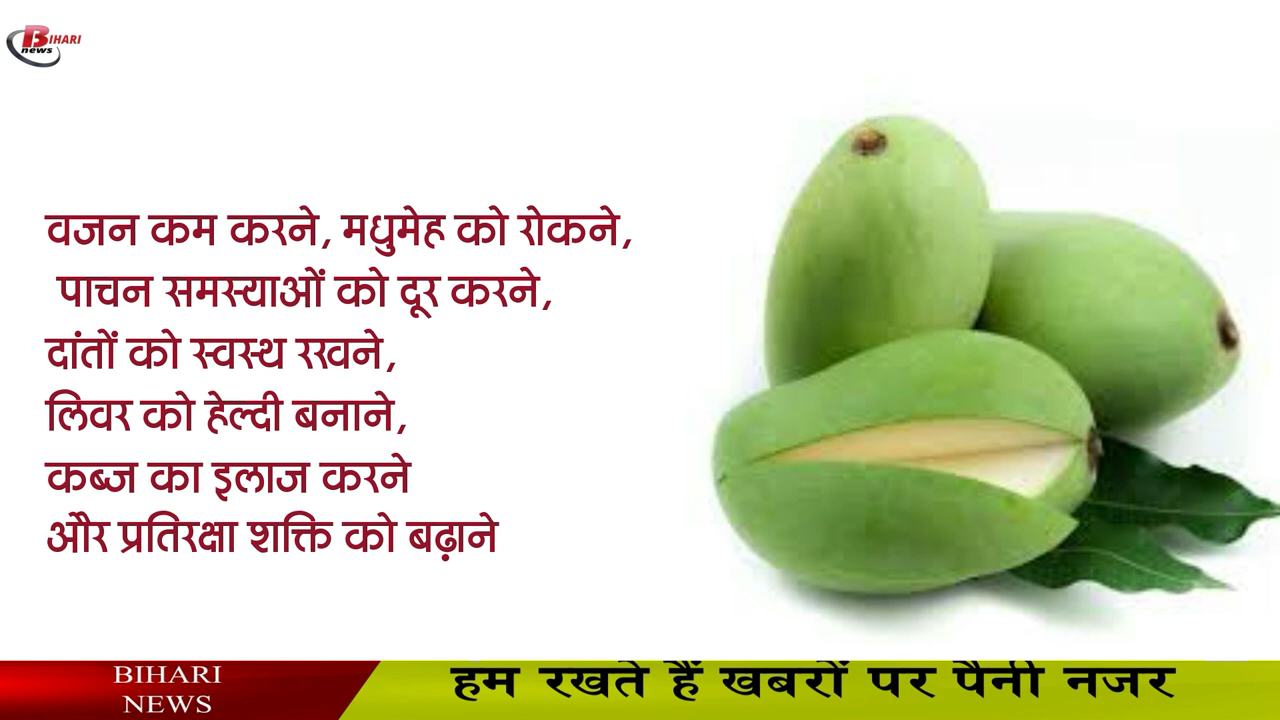 BIHARI
news
वजन कम करने, मधुमेह को रोकने,
पाचन समस्याओं को दूर करने,
दांतों को स्वस्थ रखने,
लिवर को हेल्दी बनाने,
कब्ज का इलाज करने
और प्रतिरक्षा शक्ति को बढ़ाने
BIHARI
NEWS
हम रखते हैं खबरों पर पैनी नजर